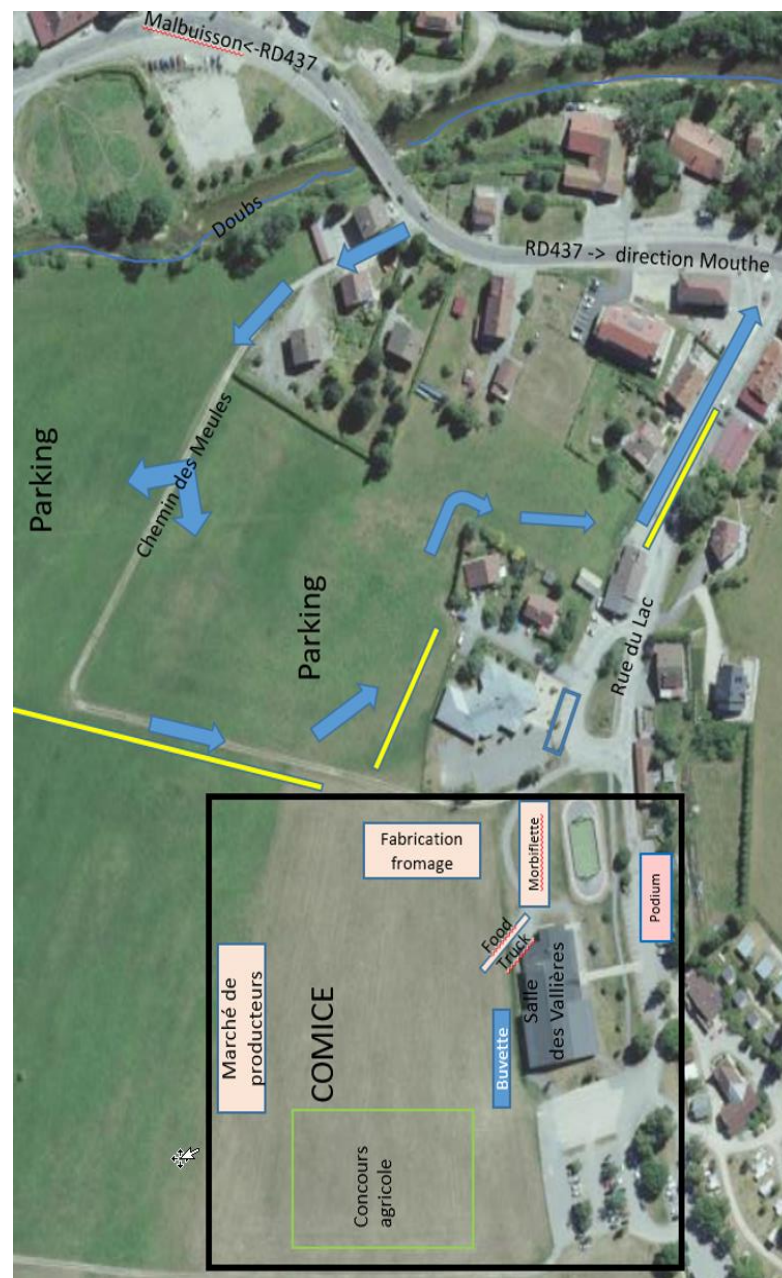 Malbuisson<-RD437
Doubs
RD437 -> direction Mouthe
Parking
Chemin des Meules
Parking
Rue du Lac
Fabrication
fromage
Morbiflette
Podium
Food
Truck
Marché de
producteurs
COMICE
Salle
des Vallières
Buvette
Concours
agricole